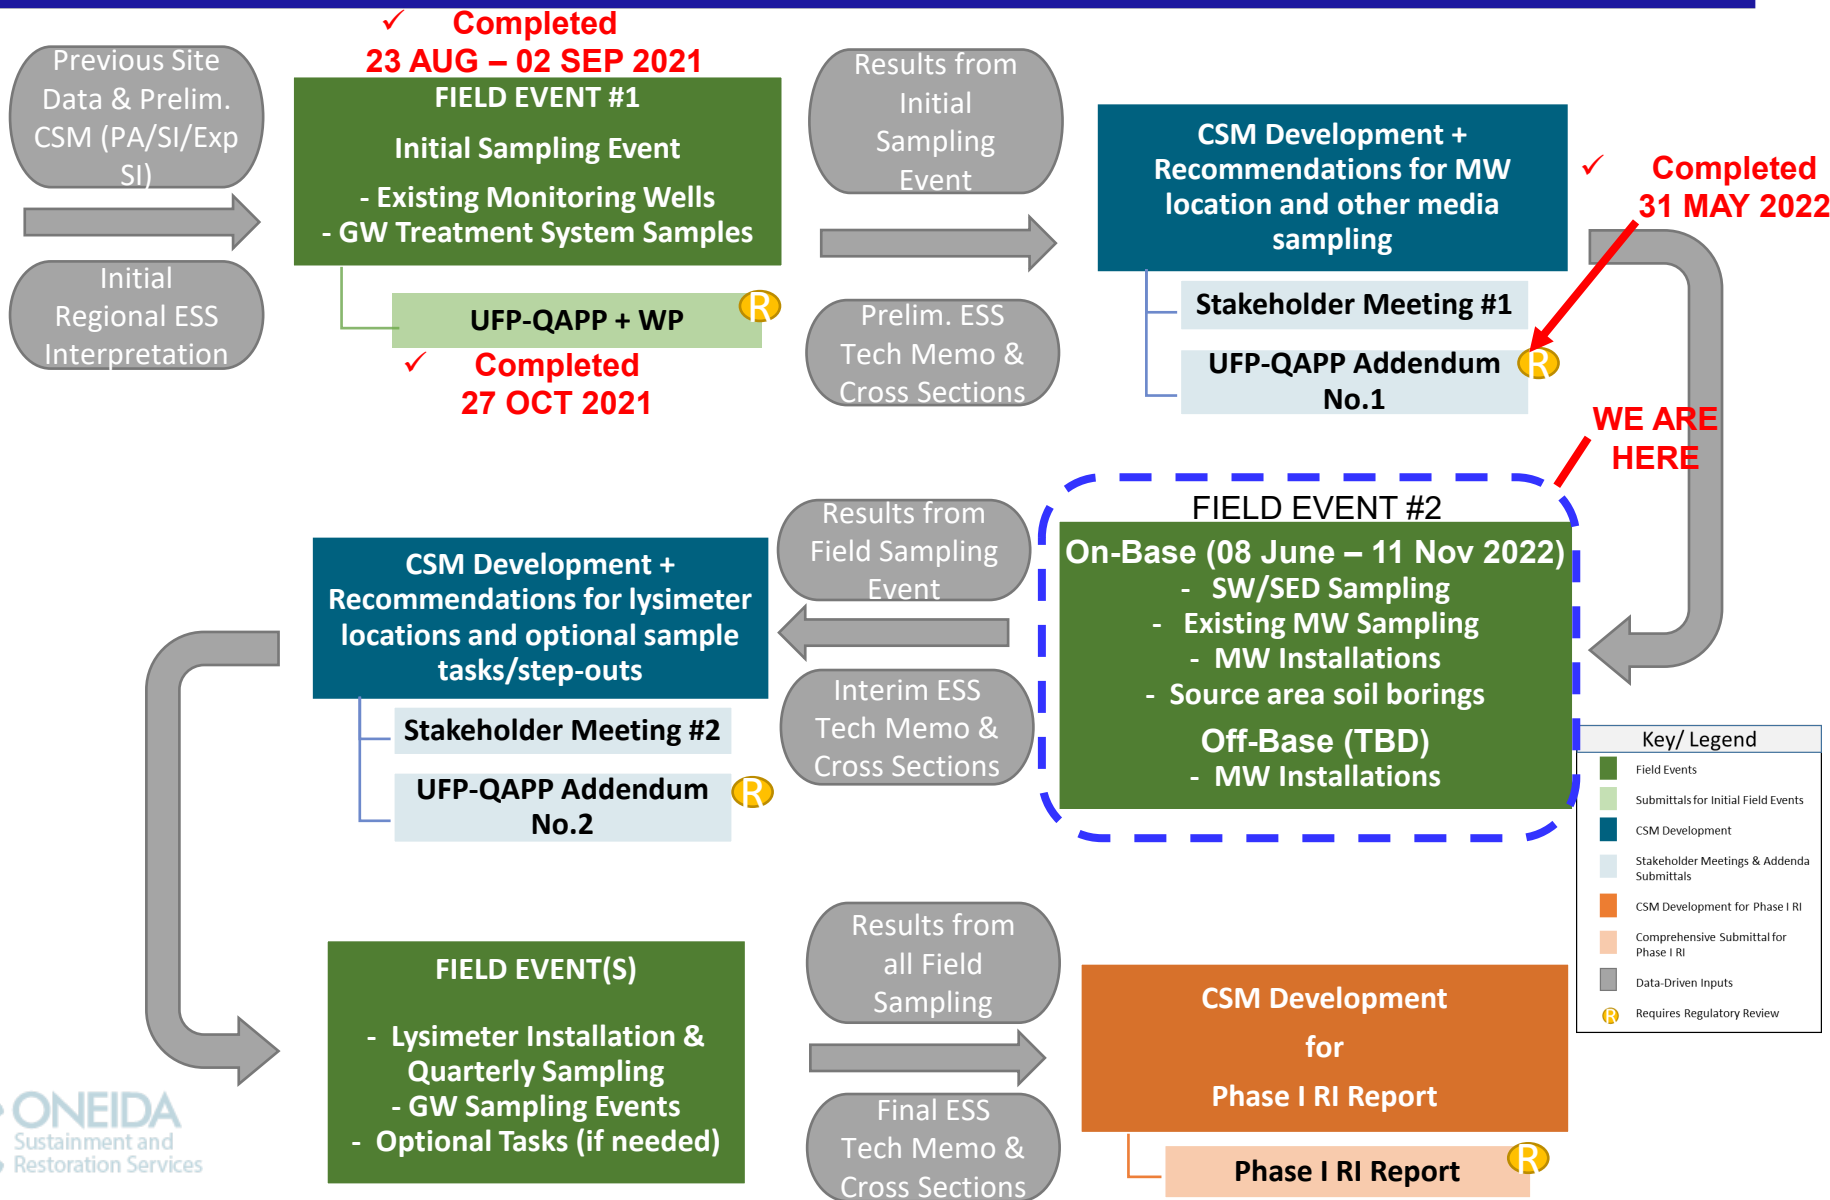 ✓ Completed
23 AUG – 02 SEP 2021
Previous Site
Data & Prelim.
CSM (PA/SI/Exp
SI)
Initial
Regional ESS
Interpretation
FIELD EVENT #1
Initial Sampling Event
- Existing Monitoring Wells
- GW Treatment System Samples
UFP-QAPP + WP
R
✓ Completed
27 OCT 2021
Results from
Initial
Sampling
Event
Prelim. ESS
Tech Memo &
Cross Sections
CSM Development +
Recommendations for MW
location and other media
sampling
Stakeholder Meeting #1
UFP-QAPP Addendum
No.1
R
✓ Completed
31 MAY 2022
WE ARE
HERE
FIELD EVENT #2
On-Base (08 June – 11 Nov 2022)
- SW/SED Sampling
- Existing MW Sampling
- MW Installations
- Source area soil borings
Off-Base (TBD)
- MW Installations
Results from
Field Sampling
Event
Interim ESS
Tech Memo &
Cross Sections
CSM Development +
Recommendations for lysimeter
locations and optional sample
tasks/step-outs
Stakeholder Meeting #2
UFP-QAPP Addendum
No.2
R
FIELD EVENT(S)
- Lysimeter Installation &
Quarterly Sampling
- GW Sampling Events
- Optional Tasks (if needed)
Results from
all Field
Sampling
Final ESS
Tech Memo &
Cross Sections
CSM Development
for
Phase I RI Report
Phase I RI Report
R
Key/ Legend
Field Events
Submittals for Initial Field Events
CSM Development
Stakeholder Meetings & Addenda
Submittals
CSM Development for Phase I RI
Comprehensive Submittal for
Phase I RI
Data-Driven Inputs
R Requires Regulatory Review
ONEIDA
Sustainment and
Restoration Services